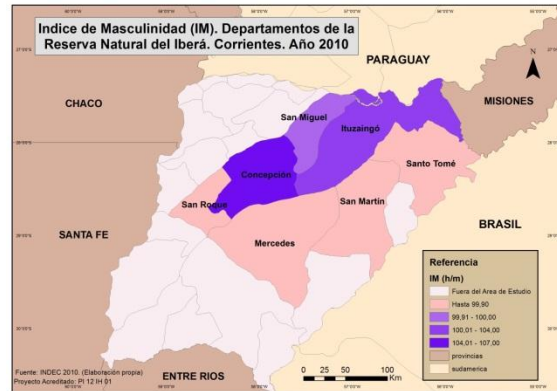 Indice de Masculinidad (IM). Departamentos de la
Reserva Natural del Iberá. Corrientes. Año 2010
PARAGUAY
CHACO
MISIONES
San Miguel
Ituzaingó
Santo Tomé
Concepción
San Roque
San Martín
SANTA FE
Mercedes
BRASIL
Referencia
IM (h/m)
Fuera del Area de Estudio
Hasta 99,90
99,91 - 100,00
100,01 - 104,00
104,01 - 107,00
provincias
sudamerica
N
Fuente: INDEC 2010. (Elaboración propia)
Proyecto Acreditado: PI 12 IH 01
ENTRE RIOS
0 25 50 100
Km